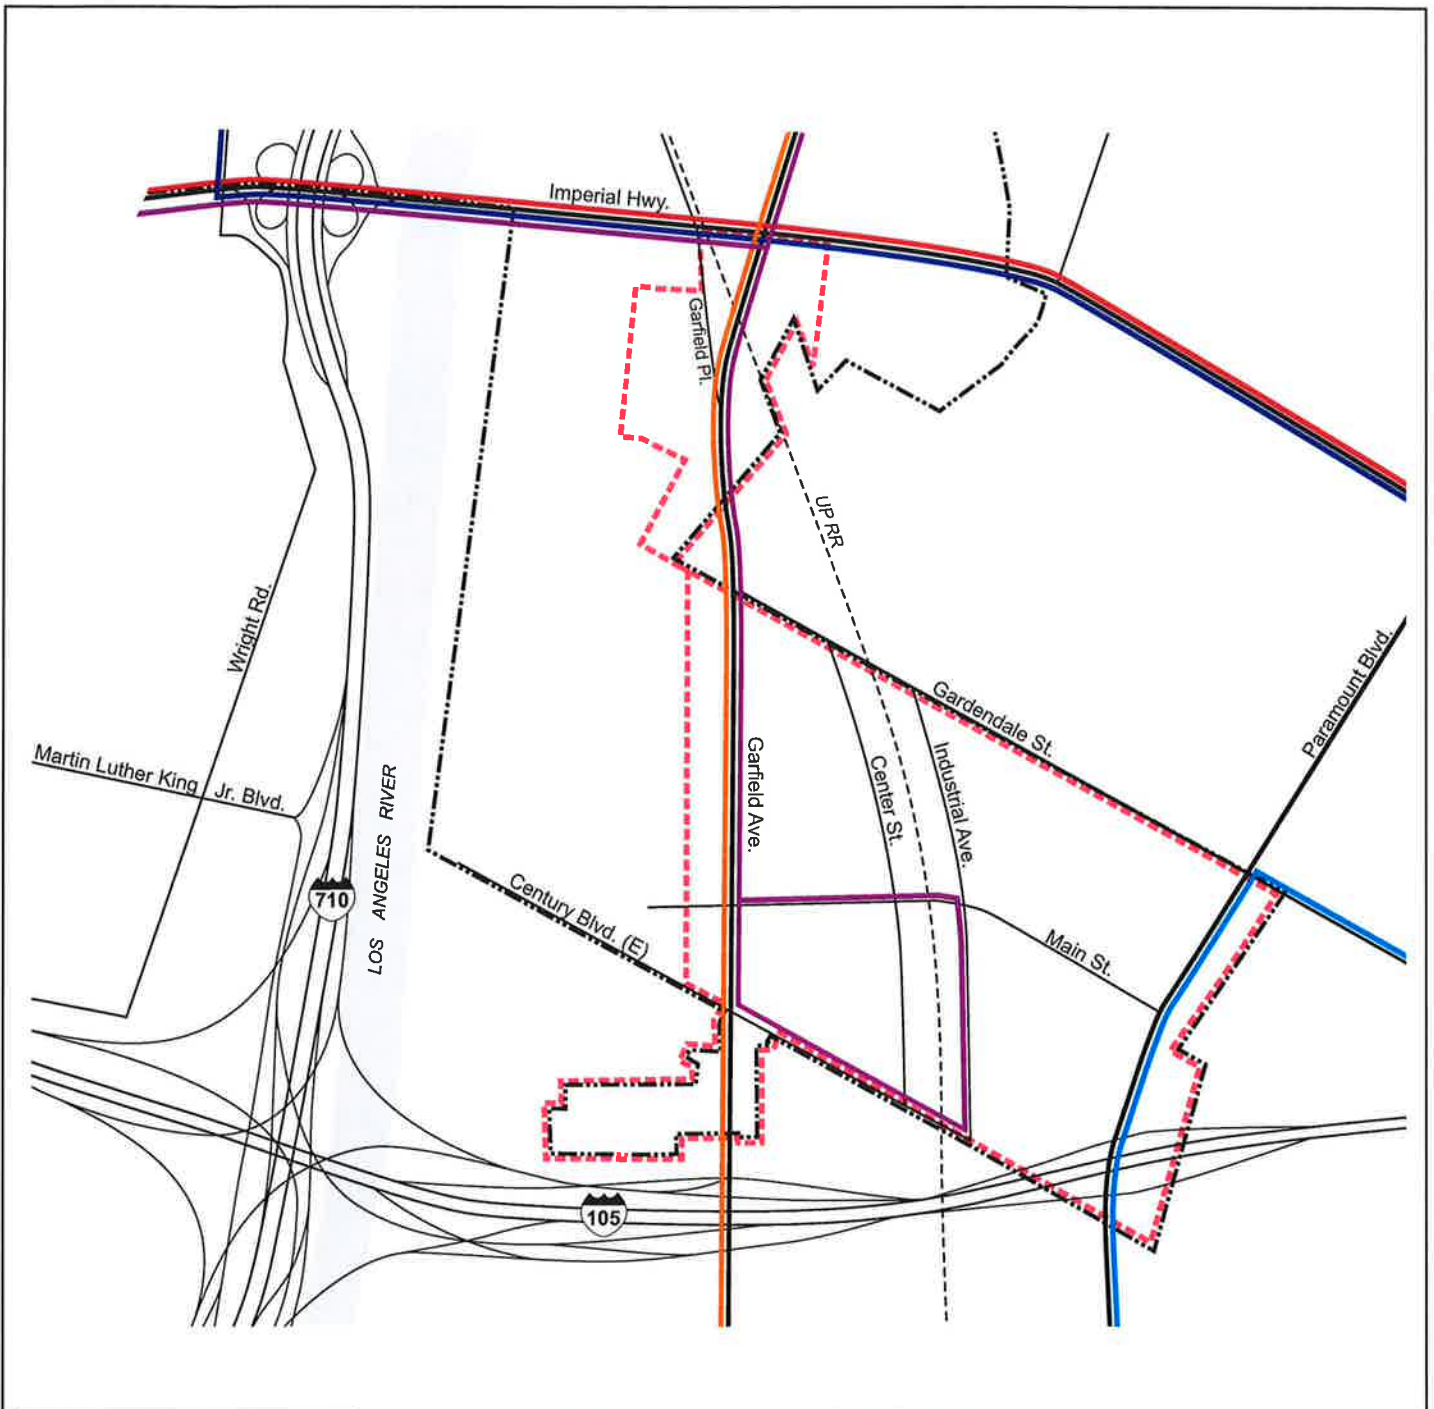 Imperial Hwy.
Garfield Pl.
UP RR
Wright Rd.
Paramount Blvd.
Gardendale St.
Martin Luther King Jr. Blvd.
LOS ANGELES RIVER
Garfield Ave.
Center St.
Industrial Ave.
710
Century Blvd. (E)
Main St.
105